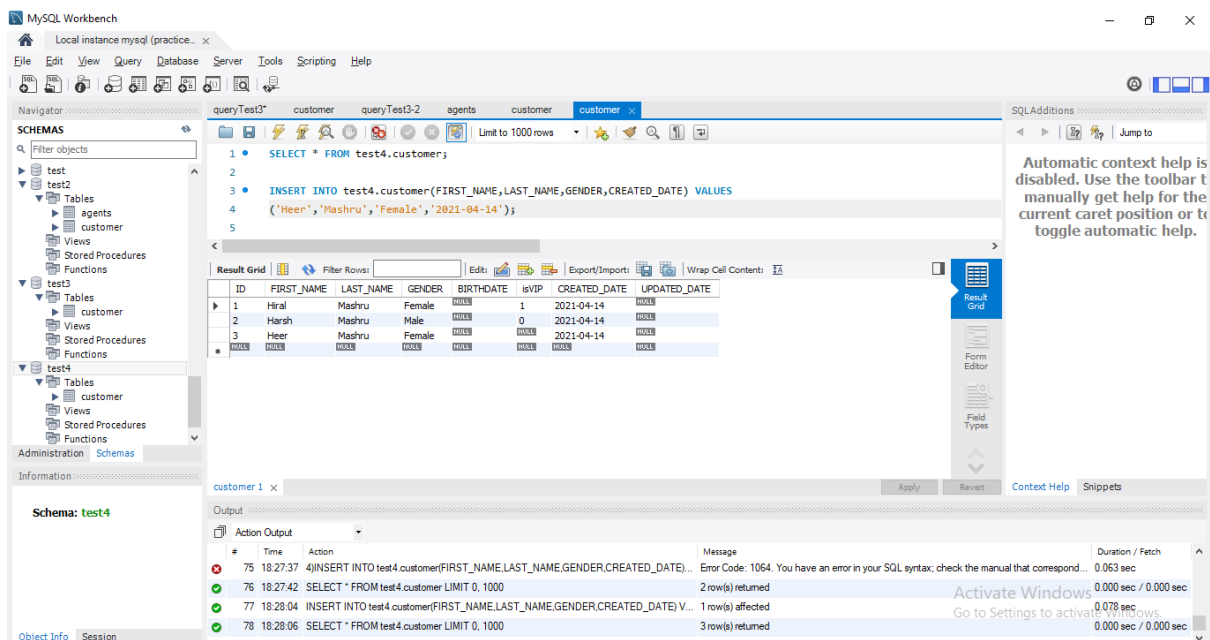 MySQL Workbench
Local instance mysql (practice...
File Edit View Query Database Server Tools Scripting Help
Navigator
SCHEMAS
Filter objects
test
test2
Tables
agents
customer
Views
Stored Procedures
Functions
test3
Tables
customer
Views
Stored Procedures
Functions
test4
Tables
customer
Views
Stored Procedures
Functions
Administration Schemas
Information
Schema: test4
Object Info Session
queryTest3* customer queryTest3-2 agents customer customer
Limit to 1000 rows
1 SELECT * FROM test4.customer;
2
3 INSERT INTO test4.customer(FIRST_NAME,LAST_NAME,GENDER,CREATED_DATE) VALUES
4 ('Heer','Mashru','Female','2021-04-14');
5
Result Grid Filter Rows: Edit: Export/Import: Wrap Cell Content:
ID FIRST_NAME LAST_NAME GENDER BIRTHDATE isVIP CREATED_DATE UPDATED_DATE
1 Hiral Mashru Female NULL 1 2021-04-14 NULL
2 Harsh Mashru Male NULL 0 2021-04-14 NULL
3 Heer Mashru Female NULL NULL 2021-04-14 NULL
NULL NULL NULL NULL NULL NULL NULL NULL
Result Grid
Form Editor
Field Types
customer 1 Apply Revert
SQLAdditions
Jump to
Automatic context help is
disabled. Use the toolbar t
manually get help for the
current caret position or to
toggle automatic help.
Context Help Snippets
Output
Action Output
# Time Action Message Duration / Fetch
75 18:27:37 4)INSERT INTO test4.customer(FIRST_NAME,LAST_NAME,GENDER,CREATED_DATE)... Error Code: 1064. You have an error in your SQL syntax; check the manual that correspond... 0.063 sec
76 18:27:42 SELECT * FROM test4.customer LIMIT 0, 1000 2 row(s) returned 0.000 sec / 0.000 sec
77 18:28:04 INSERT INTO test4.customer(FIRST_NAME,LAST_NAME,GENDER,CREATED_DATE) V... 1 row(s) affected 0.078 sec
78 18:28:06 SELECT * FROM test4.customer LIMIT 0, 1000 3 row(s) returned 0.000 sec / 0.000 sec
Activate Windows
Go to Settings to activate Windows.